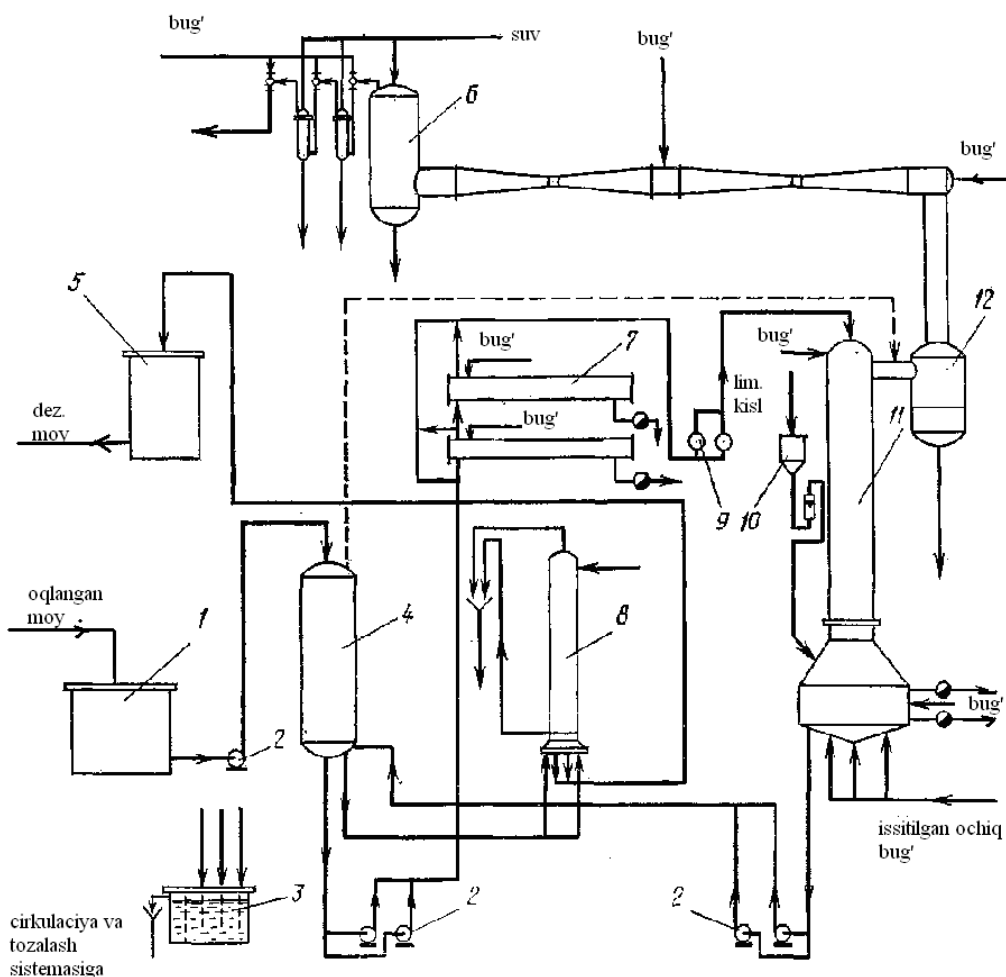 bug'
suv
bug'
6
bug'
5
12
bug'
7
lim.
kisl
bug'
bug'
dez.
moy
11
9
10
oqlangan
moy
1
4
8
2
bug'
issitilgan ochiq
bug'
3
2
2
cirkulaciya va
tozalash
sistemasiga